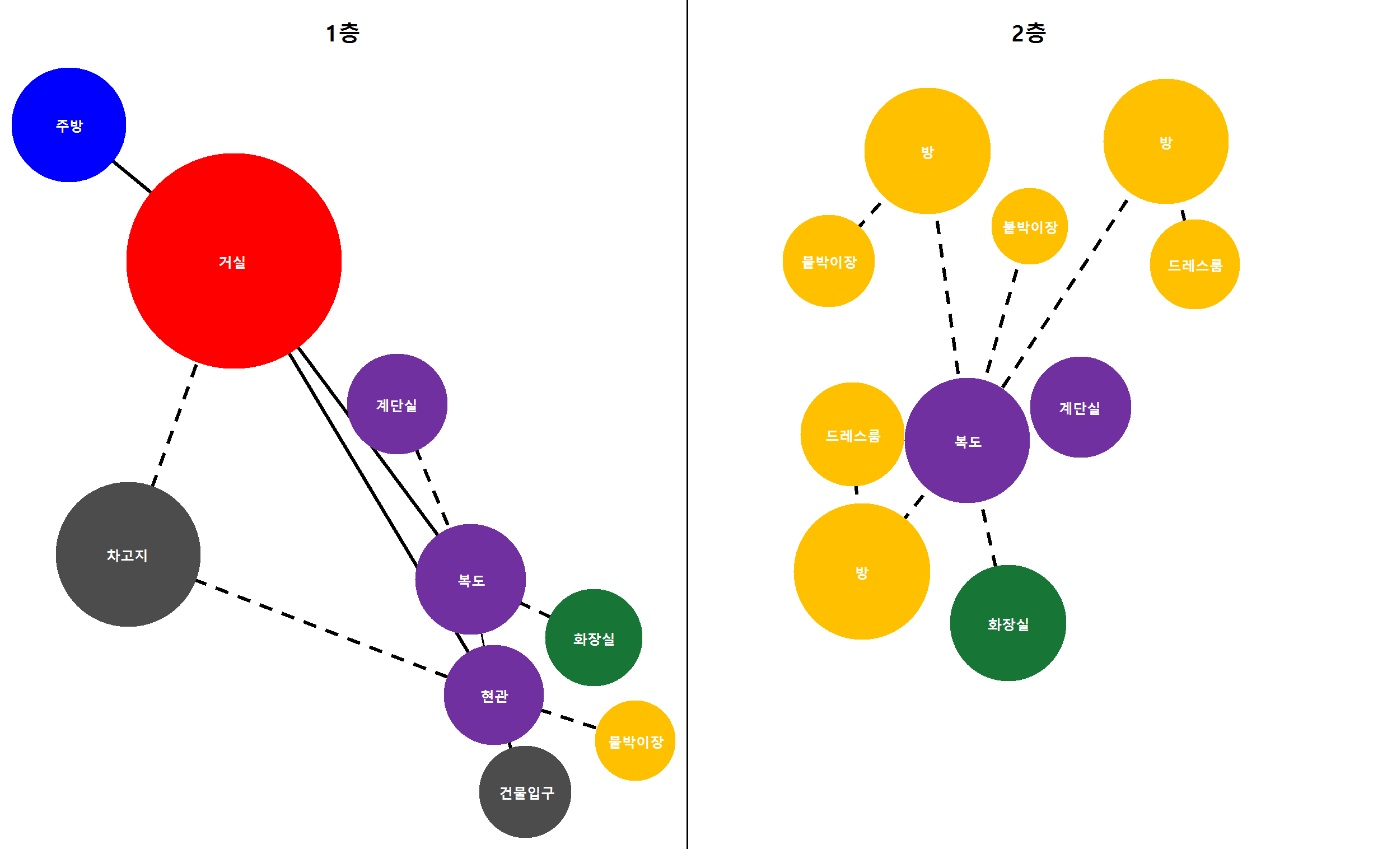 1층
주방
거실
계단실
차고지
복도
화장실
현관
붙박이장
건물입구
2층
방
방
붙박이장
붙박이장
드레스룸
계단실
드레스룸
복도
방
화장실